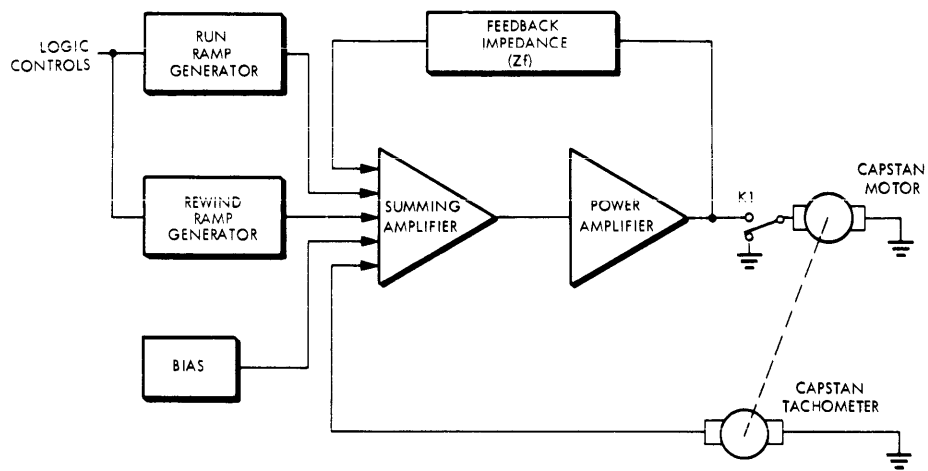 LOGIC
CONTROLS
RUN
RAMP
GENERATOR
FEEDBACK
IMPEDANCE
(Zf)
REWIND
RAMP
GENERATOR
SUMMING
AMPLIFIER
POWER
AMPLIFIER
K1
CAPSTAN
MOTOR
BIAS
CAPSTAN
TACHOMETER